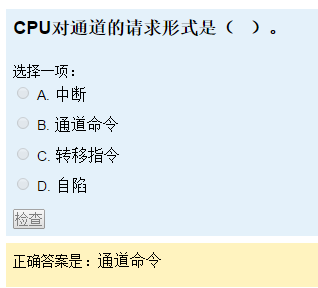 CPU对通道的请求形式是（ ）。
选择一项：
A. 中断
B. 通道命令
C. 转移指令
D. 自陷
检查
正确答案是：通道命令